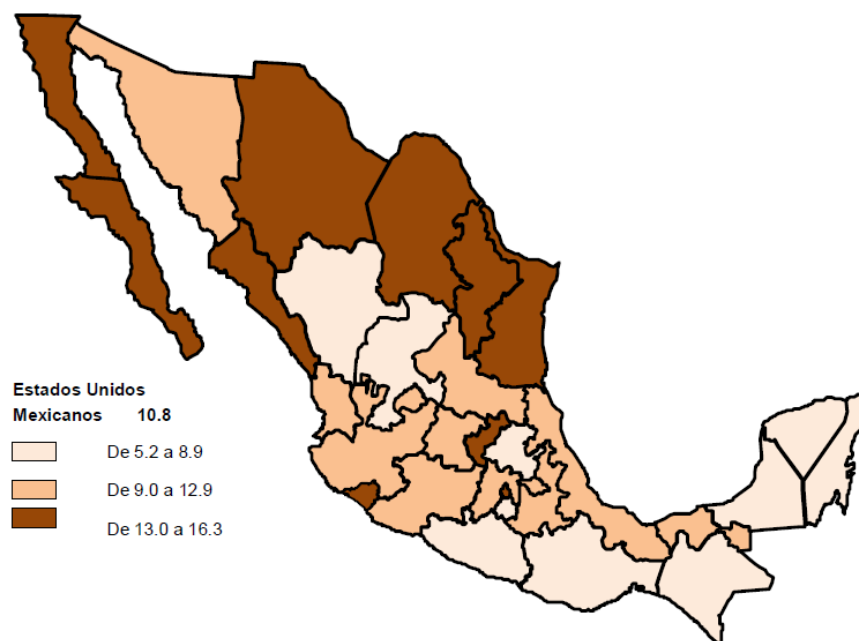 Estados Unidos
Mexicanos 10.8
De 5.2 a 8.9
De 9.0 a 12.9
De 13.0 a 16.3